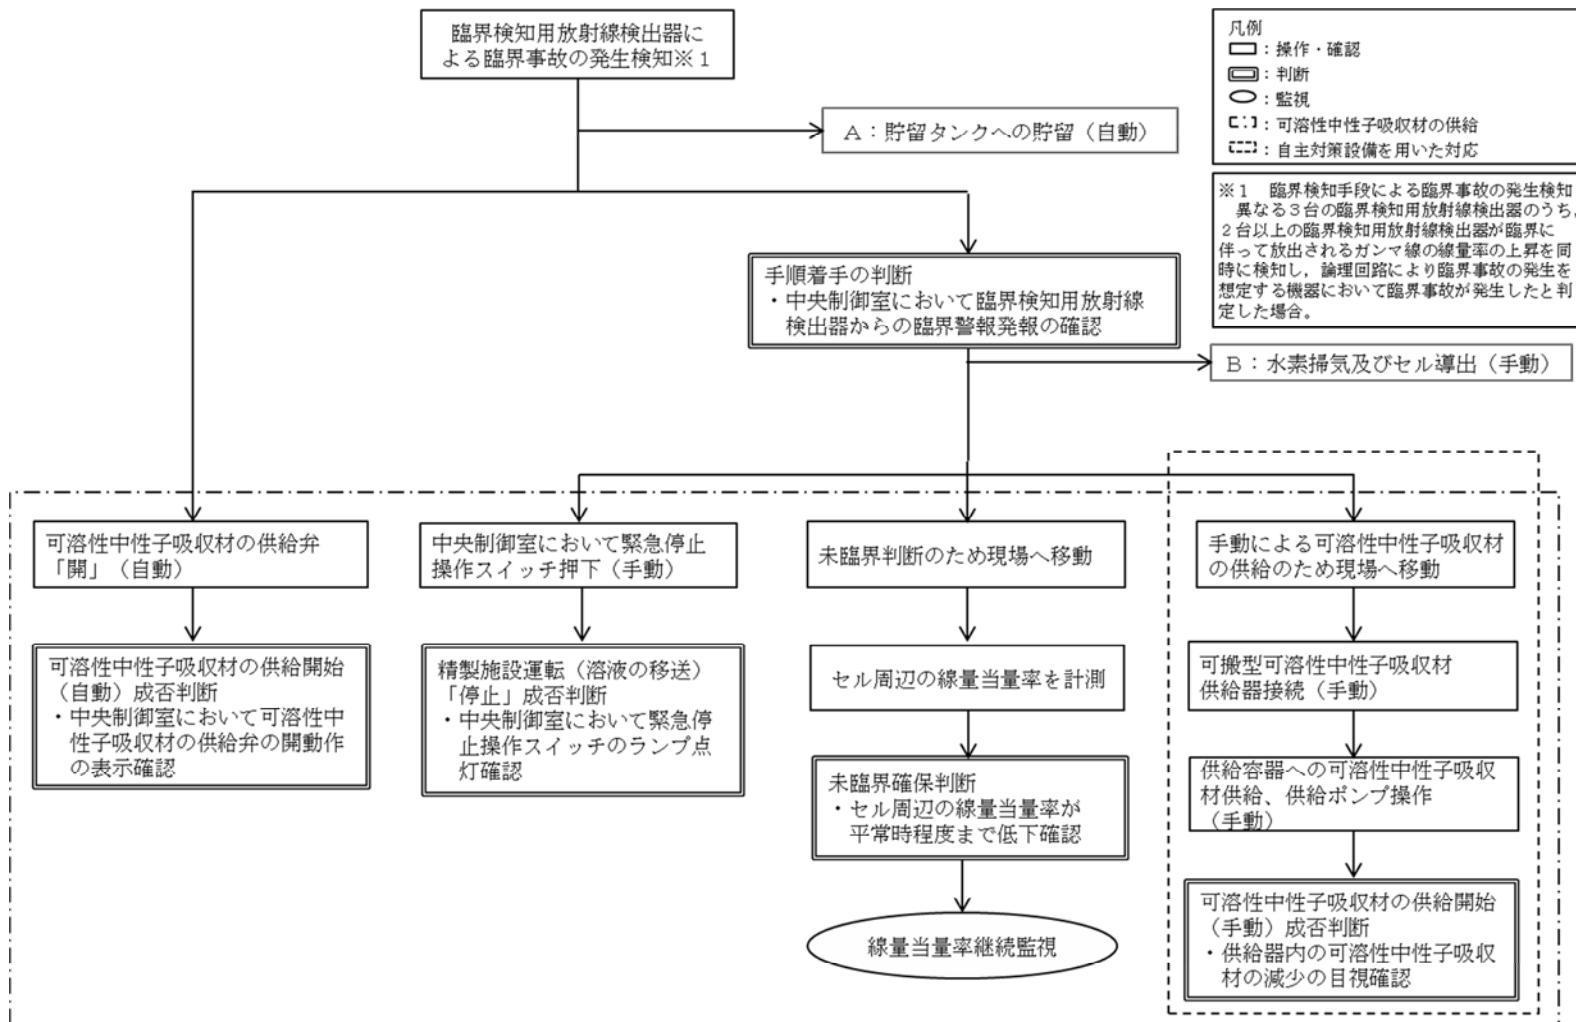 臨界検知用放射線検出器に
よる臨界事故の発生検知※1
A：貯留タンクへの貯留（自動）
凡例
：操作・確認
：判断
：監視
：可溶性中性子吸収材の供給
：自主対策設備を用いた対応
※1　臨界検知手段による臨界事故の発生検知
異なる3台の臨界検知用放射線検出器のうち，
2台以上の臨界検知用放射線検出器が臨界に
伴って放出されるガンマ線の線量率の上昇を同
時に検知し，論理回路により臨界事故の発生を
想定する機器において臨界事故が発生したと判
定した場合。
手順着手の判断
・中央制御室において臨界検知用放射線
検出器からの臨界警報発報の確認
B：水素掃気及びセル導出（手動）
可溶性中性子吸収材の供給弁
「開」（自動）
可溶性中性子吸収材の供給開始
（自動）成否判断
・中央制御室において可溶性中
性子吸収材の供給弁の開動作
の表示確認
中央制御室において緊急停止
操作スイッチ押下（手動）
精製施設運転（溶液の移送）
「停止」成否判断
・中央制御室において緊急停
止操作スイッチのランプ点
灯確認
未臨界判断のため現場へ移動
セル周辺の線量当量率を計測
未臨界確保判断
・セル周辺の線量当量率が
平常時程度まで低下確認
線量当量率継続監視
手動による可溶性中性子吸収材
の供給のため現場へ移動
可搬型可溶性中性子吸収材
供給器接続（手動）
供給容器への可溶性中性子吸収
材供給、供給ポンプ操作
（手動）
可溶性中性子吸収材の供給開始
（手動）成否判断
・供給器内の可溶性中性子吸収
材の減少の目視確認